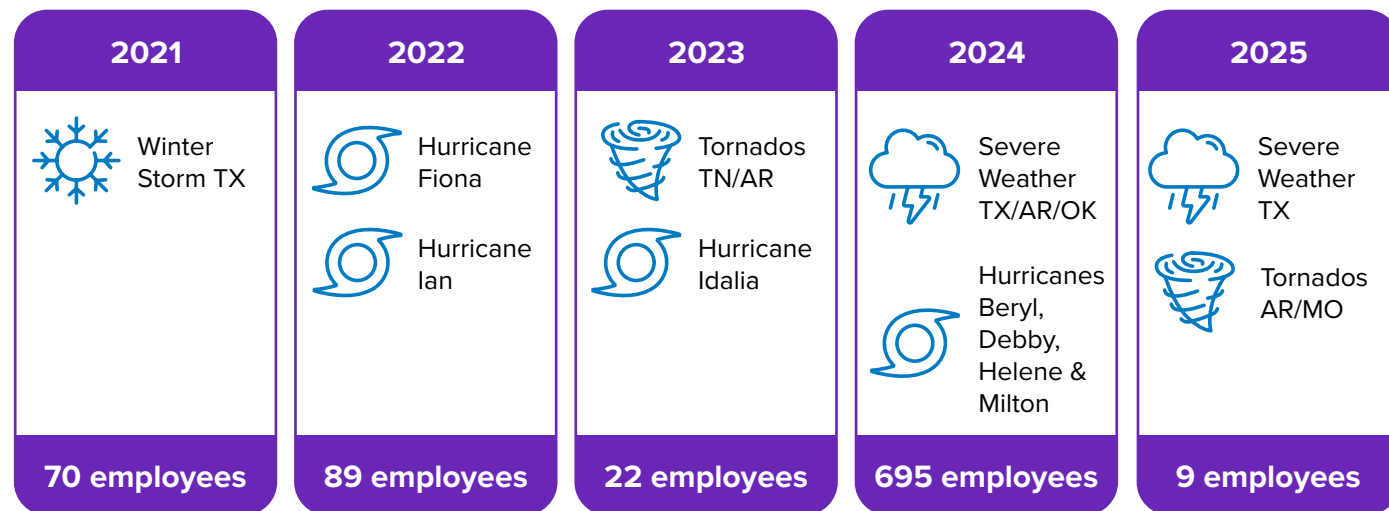 2021
Winter
Storm TX
70 employees
2022
Hurricane
Fiona
Hurricane
Ian
89 employees
2023
Tornados
TN/AR
Hurricane
Idalia
22 employees
2024
Severe
Weather
TX/AR/OK
Hurricanes
Beryl,
Debby,
Helene &
Milton
695 employees
2025
Severe
Weather
TX
Tornados
AR/MO
9 employees